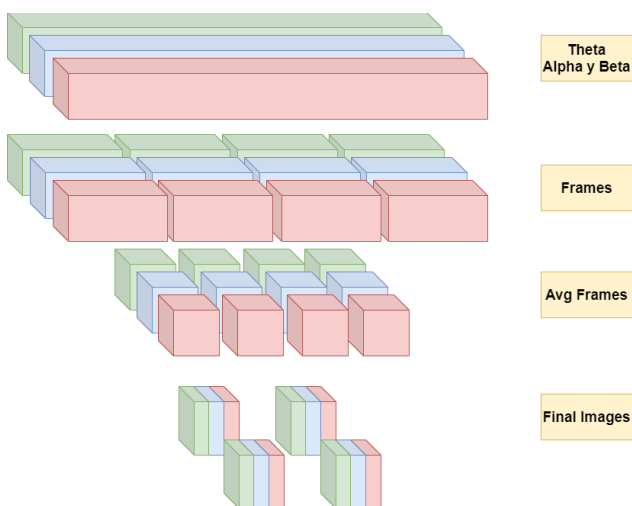 Theta
Alpha y Beta
Frames
Avg Frames
Final Images